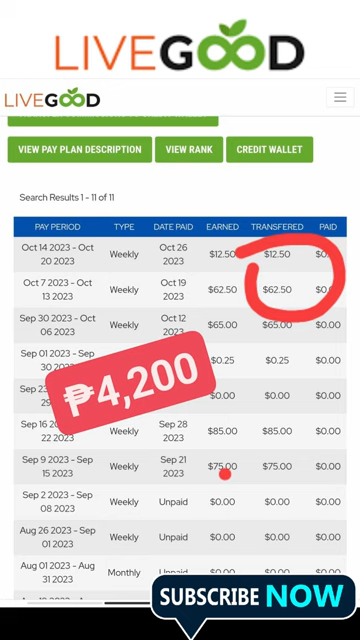 LIVEGOOD
LIVEGOOD
VIEW PAY PLAN DESCRIPTION VIEW RANK CREDIT WALLET
Search Results 1 - 11 of 11
PAY PERIOD TYPE DATE PAID EARNED TRANSFERED PAID
Oct 14 2023 - Oct 20 2023 Weekly Oct 26 2023 $12.50 $12.50
Oct 7 2023 - Oct 13 2023 Weekly Oct 19 2023 $62.50 $62.50
Sep 30 2023 - Oct 06 2023 Weekly Oct 12 2023 $65.00 $65.00 $0.00
Sep 01 2023 - Sep $0.25 $0.25 $0.00
₱4,200
$0.00 $0.00 $0.00
Sep 16 22 2023 Weekly Sep 28 2023 $85.00 $85.00 $0.00
Sep 9 2023 - Sep 15 2023 Weekly Sep 21 2023 $75.00 $75.00 $0.00
Sep 2 2023 - Sep 08 2023 Weekly Unpaid $0.00 $0.00 $0.00
Aug 26 2023 - Sep 01 2023 Weekly Unpaid $0.00 $0.00 $0.00
Aug 01 2023 - Aug 31 2023 Monthly Unpaid $0.00 $0.00 $0.00
SUBSCRIBE NOW